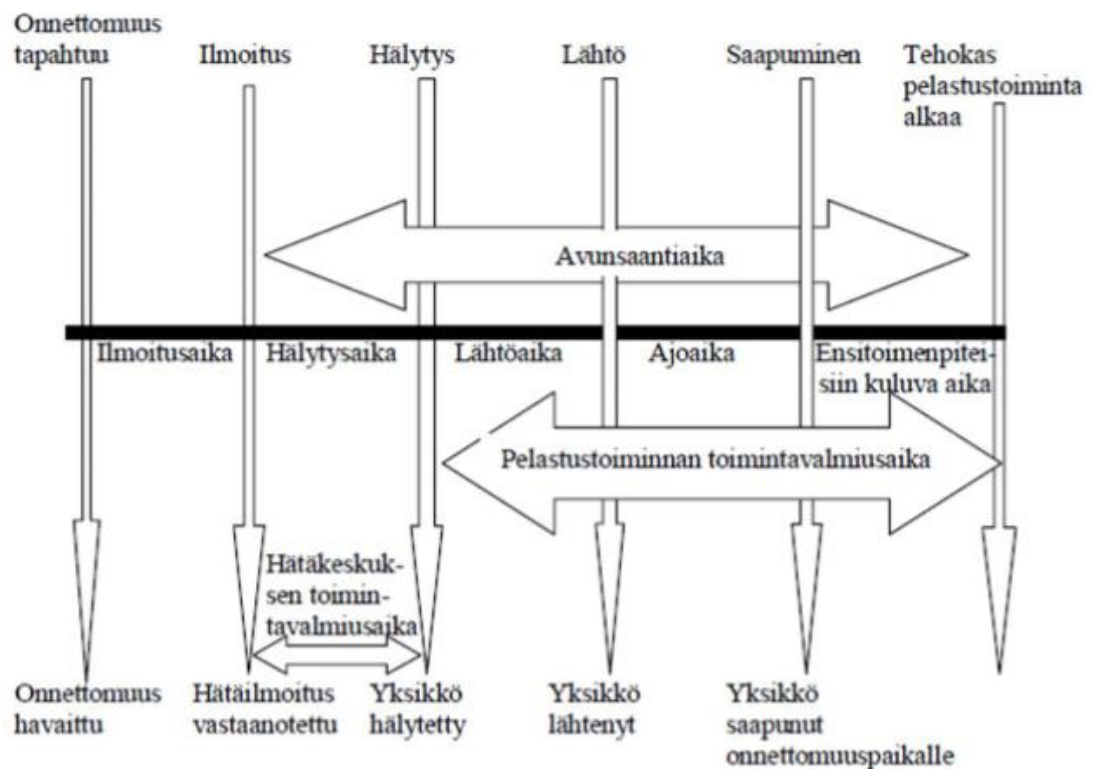 Onnettomuus
tapahtuu
Ilmoitus
Hälytys
Lähtö
Saapuminen
Tehokas
pelastustoiminta
alkaa
Avunsaantiaika
Ilmoitusaika
Hälytysaika
Lähtöaika
Ajoaika
Ensitoimenpitei-
siin kuluva aika
Pelastustoiminnan toimintavalmiusaika
Hätäkeskuk-
sen toimin-
tavalmiusaika
Onnettomuus
havaittu
Hätäilmoitus
vastaanotettu
Yksikkö
hälytetty
Yksikkö
lähtenyt
Yksikkö
saapunut
onnettomuuspaikalle